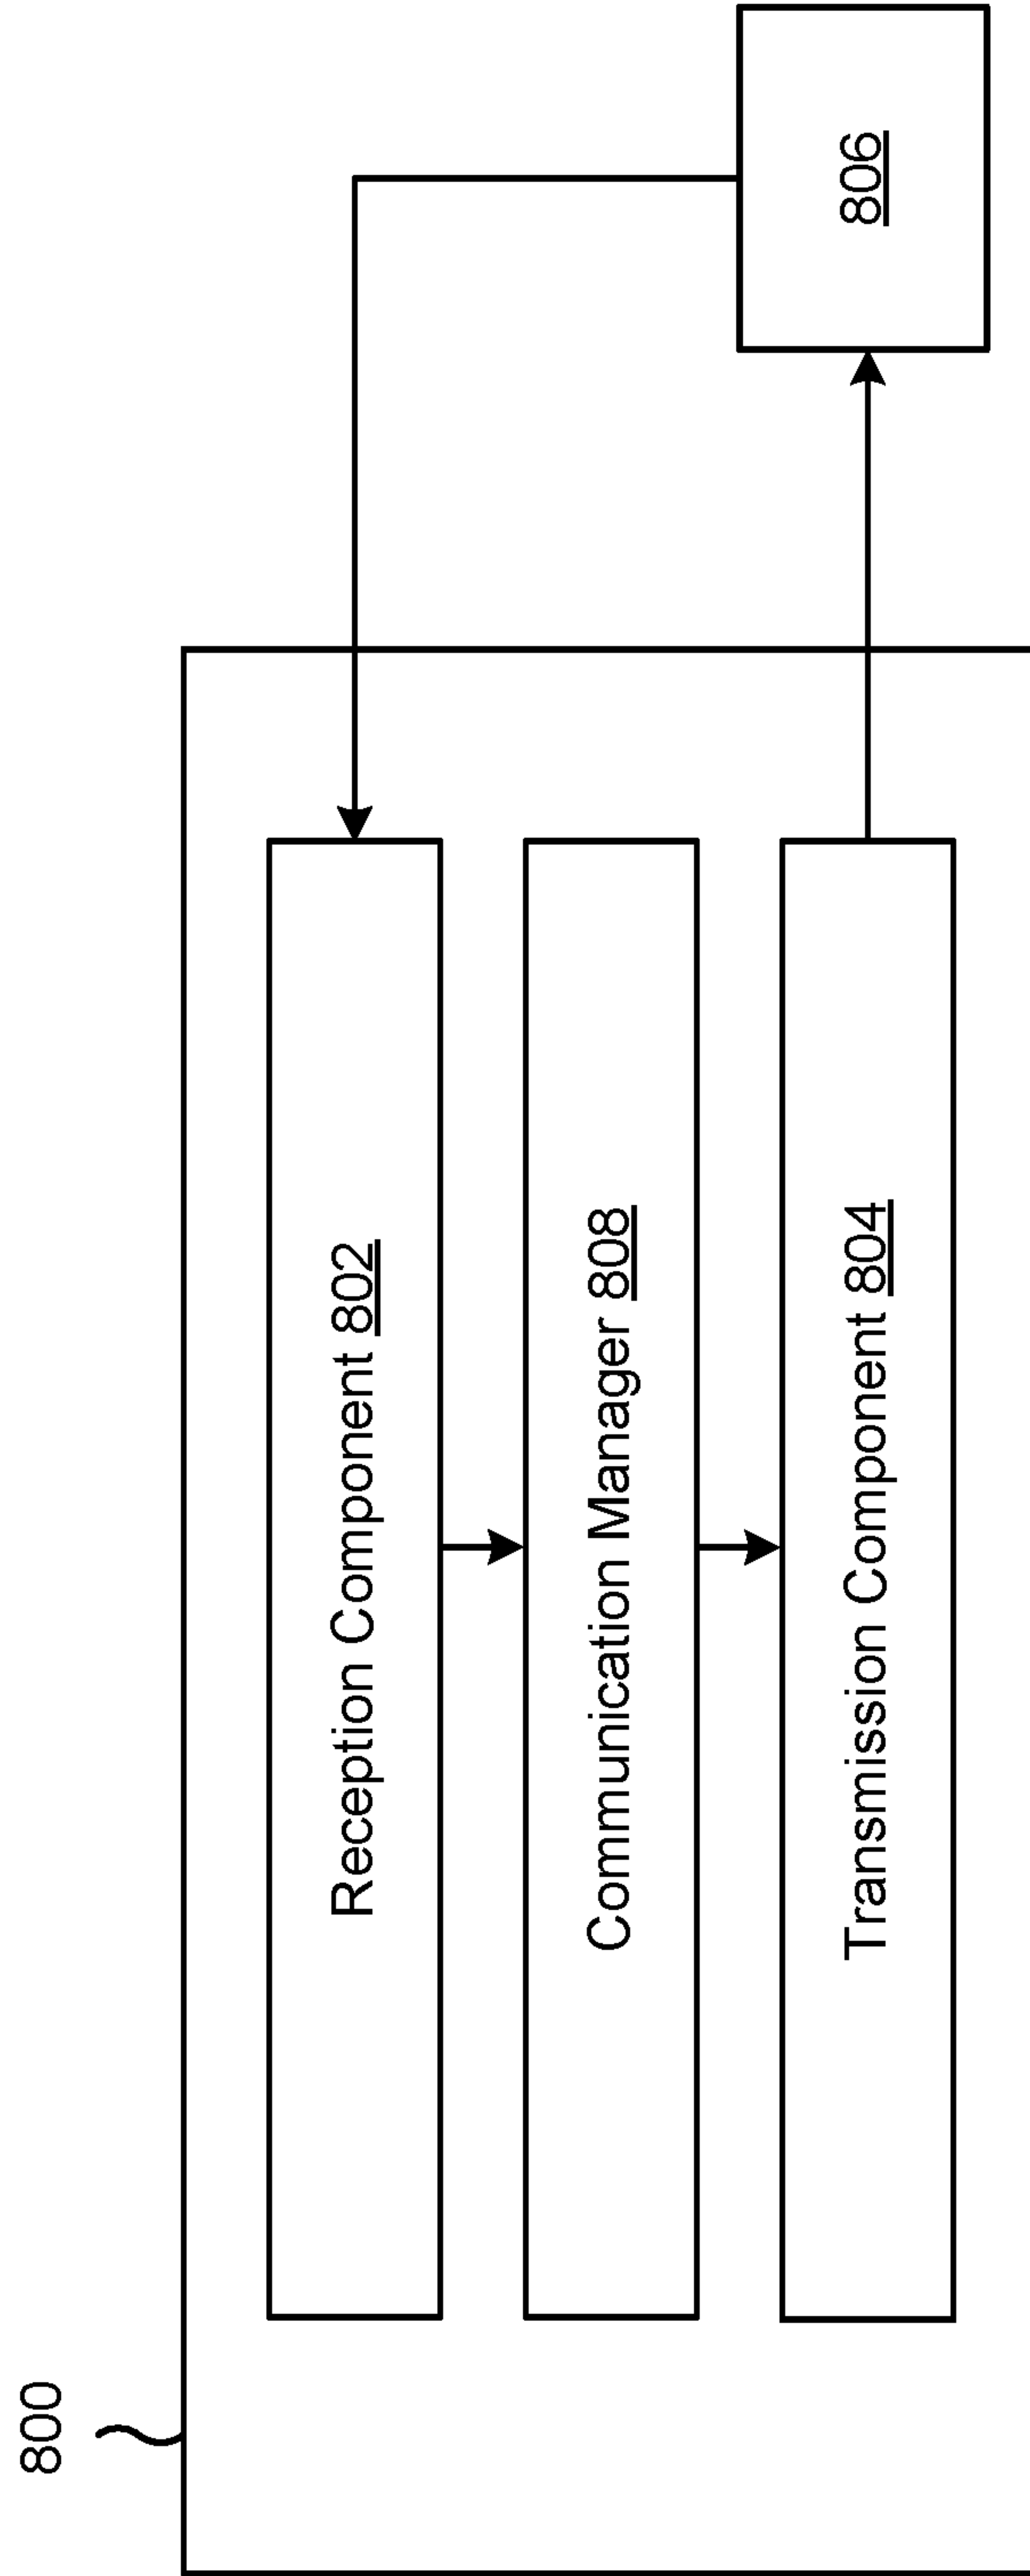 800
Reception Component 802
Communication Manager 808
Transmission Component 804
806